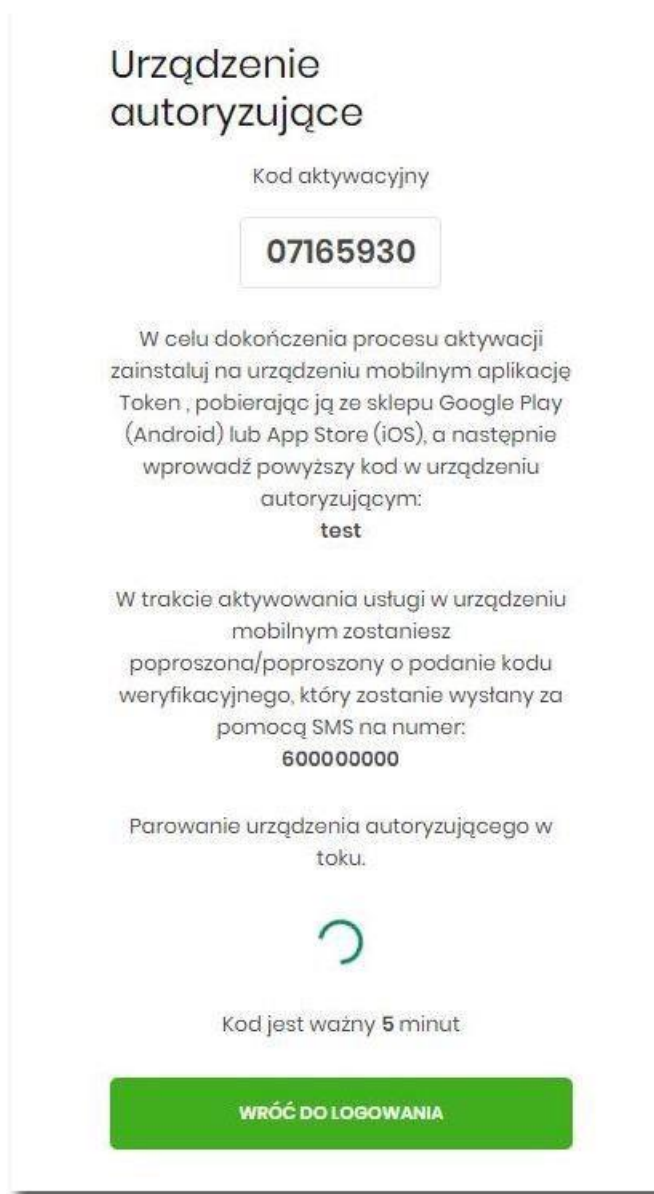 Urządzenie
autoryzujące
Kod aktywacyjny
07165930
W celu dokończenia procesu aktywacji
zainstaluj na urządzeniu mobilnym aplikację
Token , pobierając ją ze sklepu Google Play
(Android) lub App Store (iOS), a następnie
wprowadź powyższy kod w urządzeniu
autoryzującym:
test
W trakcie aktywowania usługi w urządzeniu
mobilnym zostaniesz
poproszona/poproszony o podanie kodu
weryfikacyjnego, który zostanie wysłany za
pomocą SMS na numer:
600000000
Parowanie urządzenia autoryzującego w
toku.
Kod jest ważny 5 minut
WRÓĆ DO LOGOWANIA